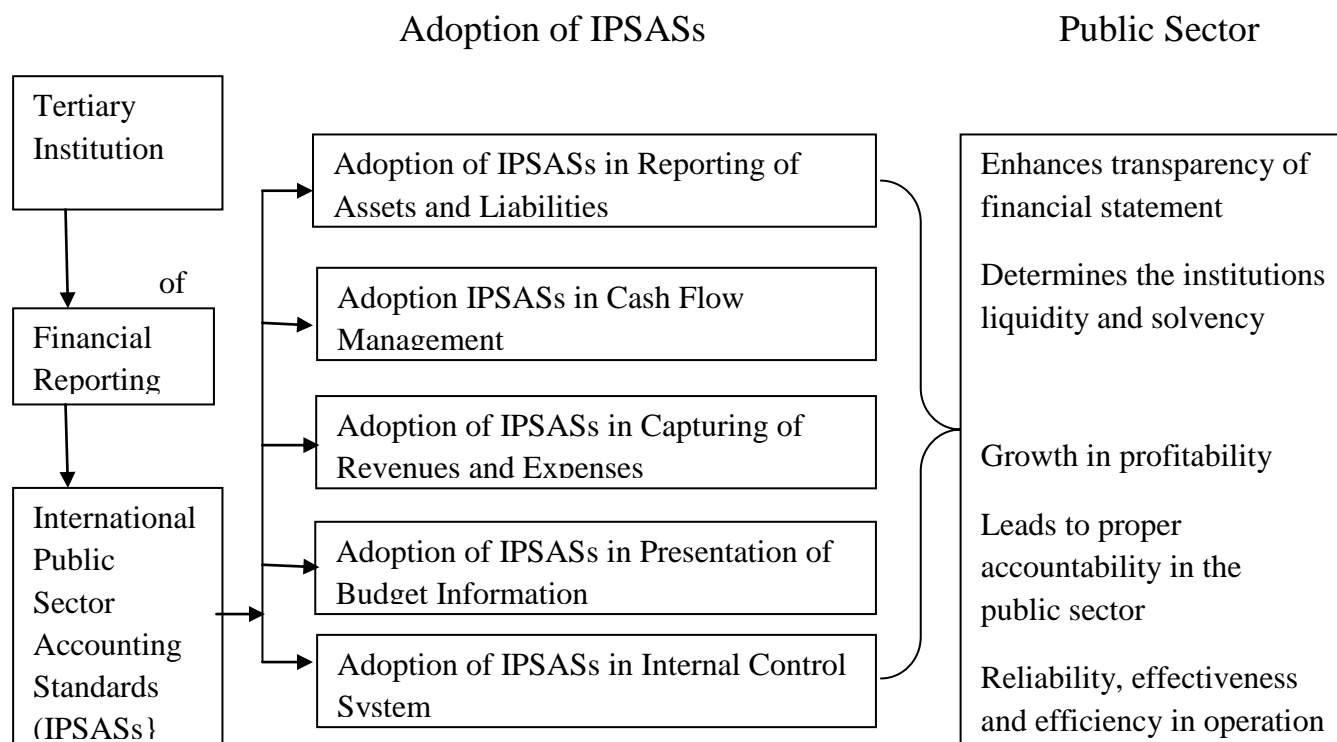 Adoption of IPSASs
Public Sector
Tertiary
Institution
of
Financial
Reporting
International
Public
Sector
Accounting
Standards
(IPSASs}
Adoption of IPSASs in Reporting of
Assets and Liabilities
Adoption IPSASs in Cash Flow
Management
Adoption of IPSASs in Capturing of
Revenues and Expenses
Adoption of IPSASs in Presentation of
Budget Information
Adoption of IPSASs in Internal Control
System
Enhances transparency of
financial statement
Determines the institutions
liquidity and solvency
Growth in profitability
Leads to proper
accountability in the
public sector
Reliability, effectiveness
and efficiency in operation